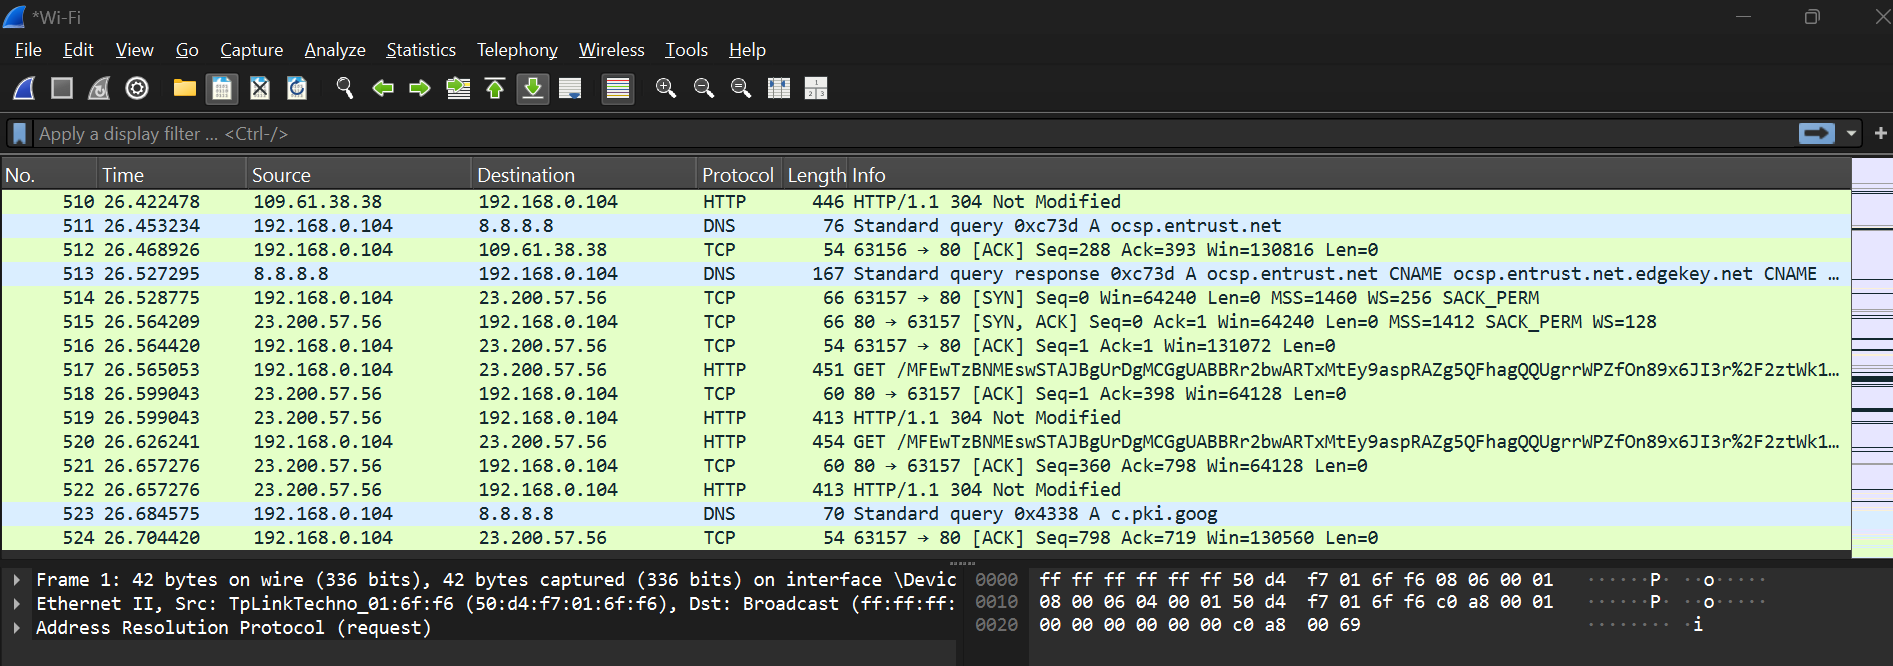 *Wi-Fi
File Edit View Go Capture Analyze Statistics Telephony Wireless Tools Help
Apply a display filter ... <Ctrl-/>
No. Time Source Destination Protocol Length Info
510 26.422478 109.61.38.38 192.168.0.104 HTTP 446 HTTP/1.1 304 Not Modified
511 26.453234 192.168.0.104 8.8.8.8 DNS 76 Standard query 0xc73d A ocsp.entrust.net
512 26.468926 192.168.0.104 109.61.38.38 TCP 54 63156 → 80 [ACK] Seq=288 Ack=393 Win=130816 Len=0
513 26.527295 8.8.8.8 192.168.0.104 DNS 167 Standard query response 0xc73d A ocsp.entrust.net CNAME ocsp.entrust.net.edgekey.net CNAME …
514 26.528775 192.168.0.104 23.200.57.56 TCP 66 63157 → 80 [SYN] Seq=0 Win=64240 Len=0 MSS=1460 WS=256 SACK_PERM
515 26.564209 23.200.57.56 192.168.0.104 TCP 66 80 → 63157 [SYN, ACK] Seq=0 Ack=1 Win=64240 Len=0 MSS=1412 SACK_PERM WS=128
516 26.564420 192.168.0.104 23.200.57.56 TCP 54 63157 → 80 [ACK] Seq=1 Ack=1 Win=131072 Len=0
517 26.565053 192.168.0.104 23.200.57.56 HTTP 451 GET /MFEwTzBNMEswSTAJBgUrDgMCGgUABBRr2bwARTxMtEy9aspRAZg5QFhagQQUgrrWPZfOn89x6JI3r%2F2ztWk1…
518 26.599043 23.200.57.56 192.168.0.104 TCP 60 80 → 63157 [ACK] Seq=1 Ack=398 Win=64128 Len=0
519 26.599043 23.200.57.56 192.168.0.104 HTTP 413 HTTP/1.1 304 Not Modified
520 26.626241 192.168.0.104 23.200.57.56 HTTP 454 GET /MFEwTzBNMEswSTAJBgUrDgMCGgUABBRr2bwARTxMtEy9aspRAZg5QFhagQQUgrrWPZfOn89x6JI3r%2F2ztWk1…
521 26.657276 23.200.57.56 192.168.0.104 TCP 60 80 → 63157 [ACK] Seq=360 Ack=798 Win=64128 Len=0
522 26.657276 23.200.57.56 192.168.0.104 HTTP 413 HTTP/1.1 304 Not Modified
523 26.684575 192.168.0.104 8.8.8.8 DNS 70 Standard query 0x4338 A c.pki.goog
524 26.704420 192.168.0.104 23.200.57.56 TCP 54 63157 → 80 [ACK] Seq=798 Ack=719 Win=130560 Len=0
Frame 1: 42 bytes on wire (336 bits), 42 bytes captured (336 bits) on interface \Devic
Ethernet II, Src: TpLinkTechno_01:6f:f6 (50:d4:f7:01:6f:f6), Dst: Broadcast (ff:ff:ff:
Address Resolution Protocol (request)
0000 ff ff ff ff ff ff 50 d4 f7 01 6f f6 08 06 00 01 ······P· ··o·····
0010 08 00 06 04 00 01 50 d4 f7 01 6f f6 c0 a8 00 01 ······P· ··o·····
0020 00 00 00 00 00 00 c0 a8 00 69 ········ ·i